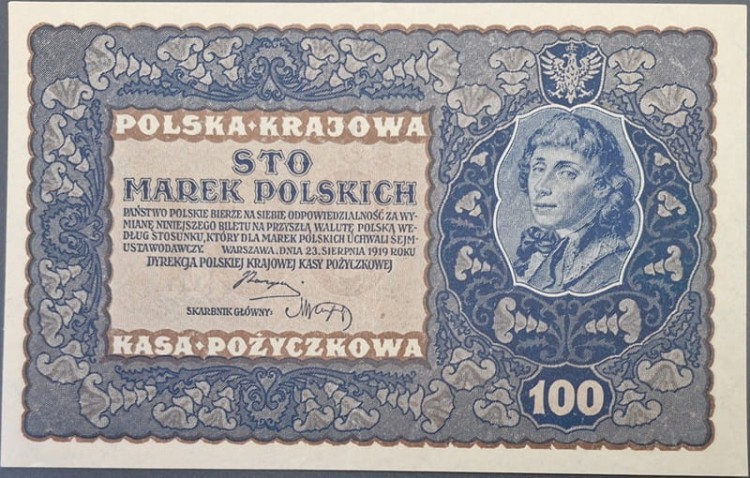 POLSKA KRAJOWA
STO
MAREK POLSKICH
PAŃSTWO POLSKIE BIERZE NA SIEBIE ODPOWIEDZIALNOŚĆ ZA WY-
MIANĘ NINIEJSZEGO BILETU NA PRZYSZŁĄ WALUTĘ POLSKĄ WE-
DŁUG STOSUNKU, KTÓRY DLA MAREK POLSKICH UCHWALI SEJM
USTAWODAWCZY. WARSZAWA, DNIA 23. SIERPNIA 1919 ROKU
DYREKCJA POLSKIEJ KRAJOWEJ KASY POŻYCZKOWEJ
SKARBNIK GŁÓWNY:
KASA POŻYCZKOWA
100